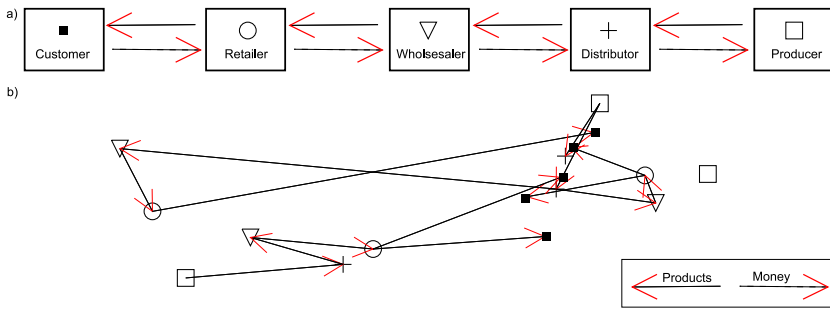 a)
Customer
Retailer
Wholsesaler
Distributor
Producer
b)
Products
Money